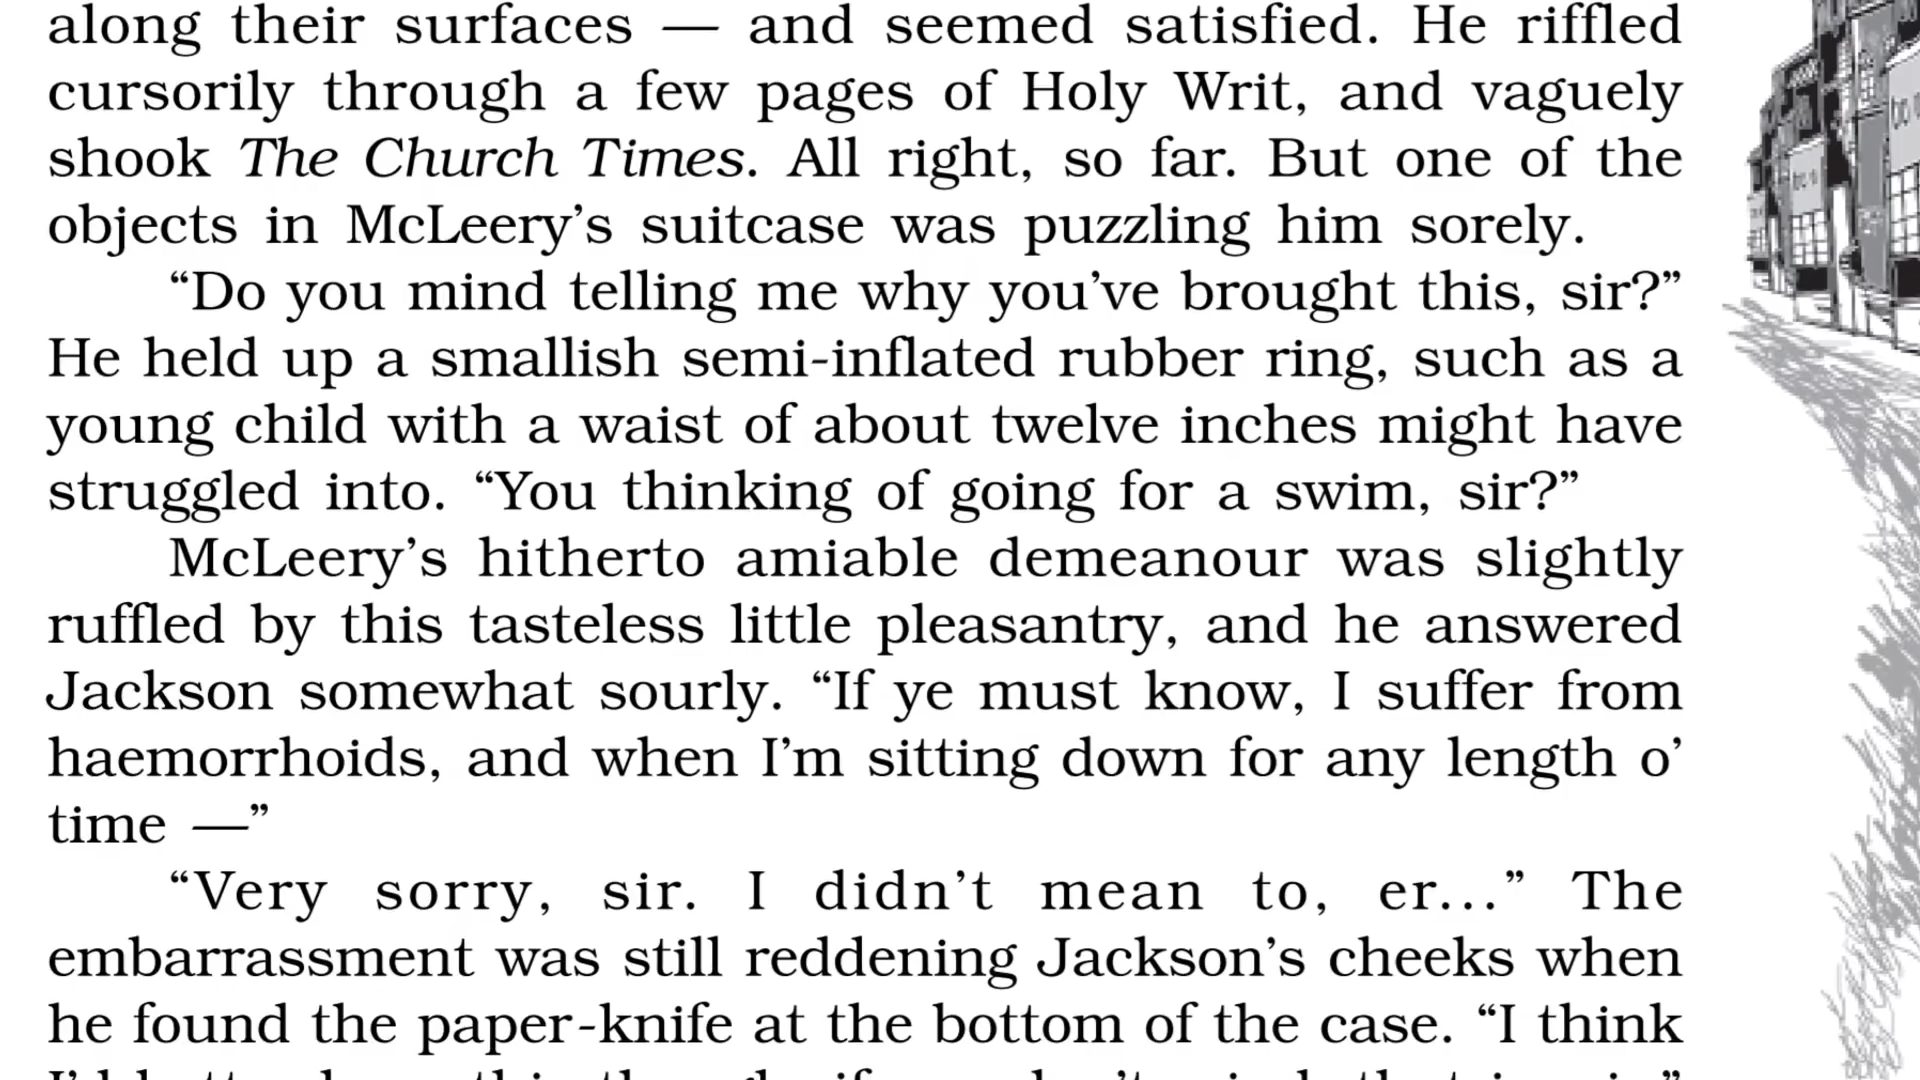 along their surfaces — and seemed satisfied. He riffled
cursorily through a few pages of Holy Writ, and vaguely
shook The Church Times. All right, so far. But one of the
objects in McLeery’s suitcase was puzzling him sorely.
“Do you mind telling me why you’ve brought this, sir?”
He held up a smallish semi-inflated rubber ring, such as a
young child with a waist of about twelve inches might have
struggled into. “You thinking of going for a swim, sir?”
McLeery’s hitherto amiable demeanour was slightly
ruffled by this tasteless little pleasantry, and he answered
Jackson somewhat sourly. “If ye must know, I suffer from
haemorrhoids, and when I’m sitting down for any length o’
time —”
“Very sorry, sir. I didn’t mean to, er...” The
embarrassment was still reddening Jackson’s cheeks when
he found the paper-knife at the bottom of the case. “I think